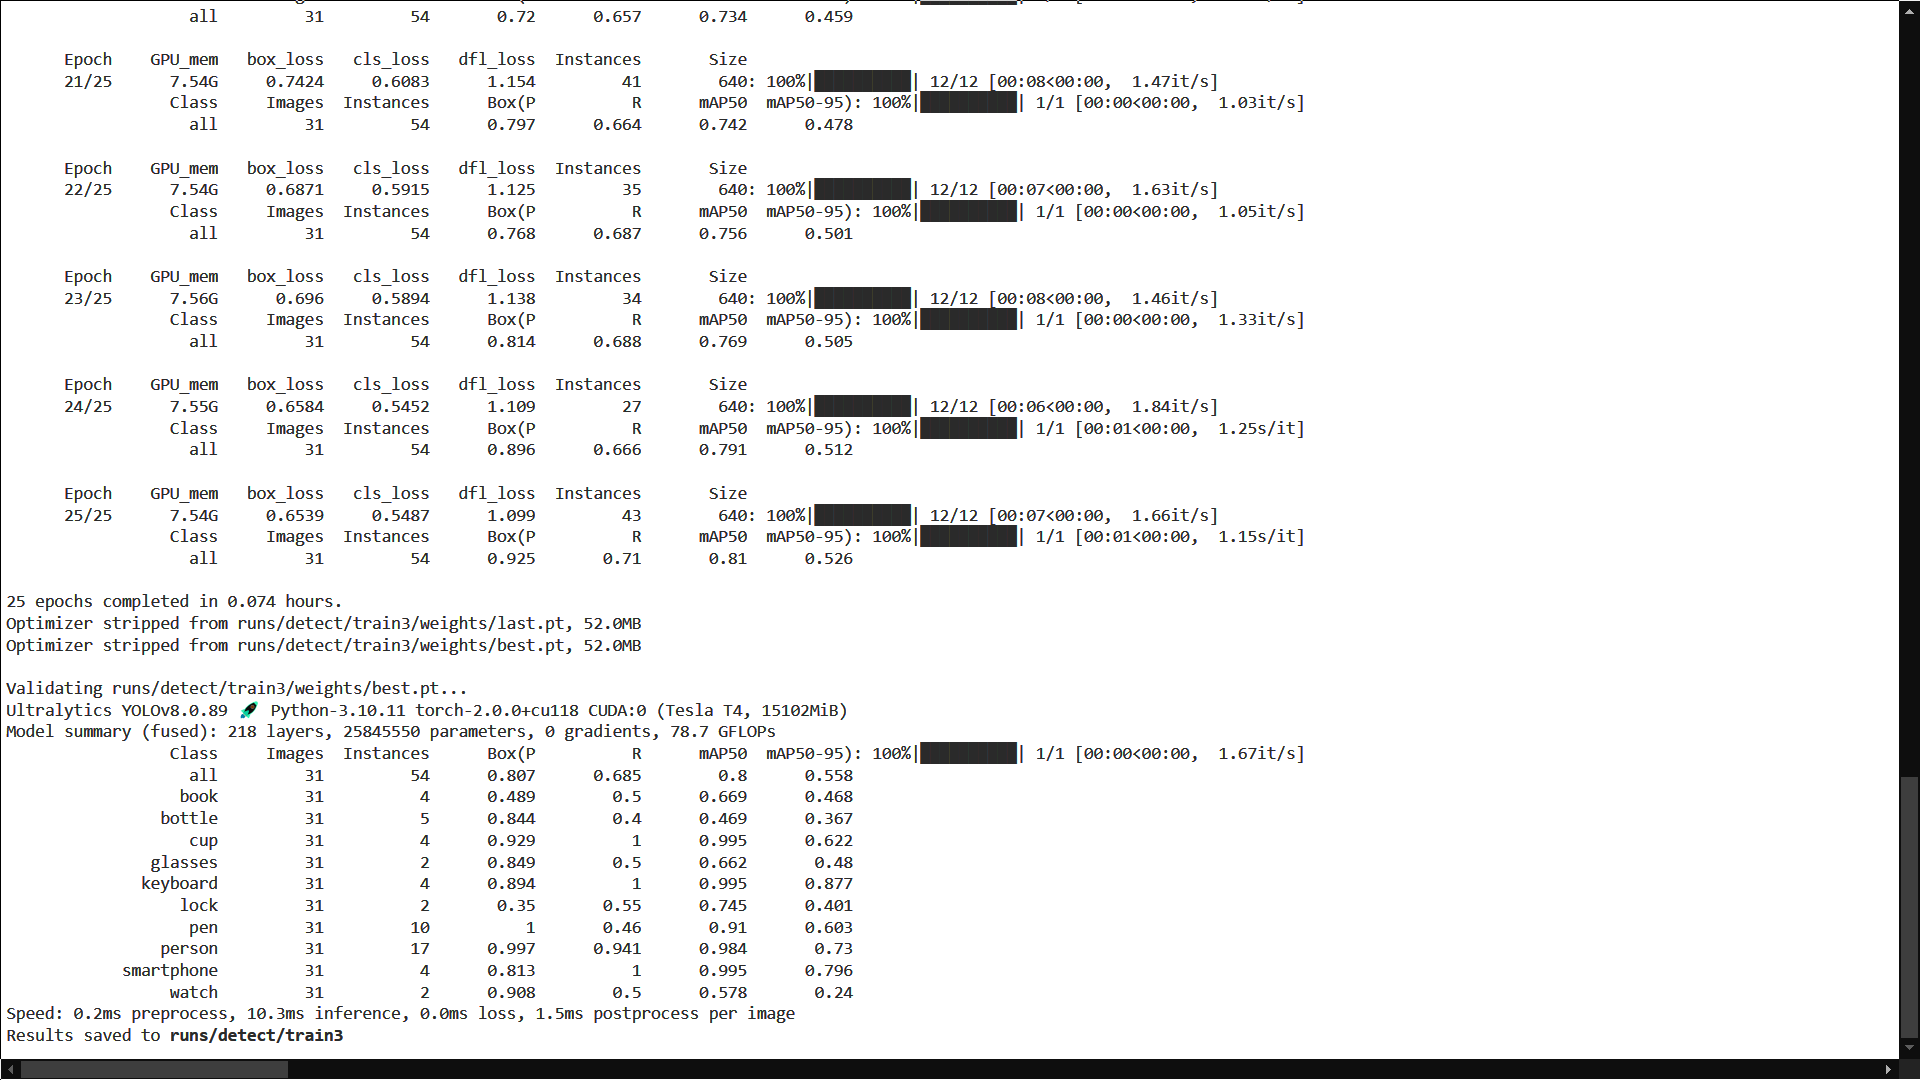 all 31 54 0.72 0.657 0.734 0.459
Epoch GPU_mem box_loss cls_loss dfl_loss Instances Size
21/25 7.54G 0.7424 0.6083 1.154 41 640: 100%|██████████| 12/12 [00:08<00:00, 1.47it/s]
Class Images Instances Box(P R mAP50 mAP50-95): 100%|██████████| 1/1 [00:00<00:00, 1.03it/s]
all 31 54 0.797 0.664 0.742 0.478
Epoch GPU_mem box_loss cls_loss dfl_loss Instances Size
22/25 7.54G 0.6871 0.5915 1.125 35 640: 100%|██████████| 12/12 [00:07<00:00, 1.63it/s]
Class Images Instances Box(P R mAP50 mAP50-95): 100%|██████████| 1/1 [00:00<00:00, 1.05it/s]
all 31 54 0.768 0.687 0.756 0.501
Epoch GPU_mem box_loss cls_loss dfl_loss Instances Size
23/25 7.56G 0.696 0.5894 1.138 34 640: 100%|██████████| 12/12 [00:08<00:00, 1.46it/s]
Class Images Instances Box(P R mAP50 mAP50-95): 100%|██████████| 1/1 [00:00<00:00, 1.33it/s]
all 31 54 0.814 0.688 0.769 0.505
Epoch GPU_mem box_loss cls_loss dfl_loss Instances Size
24/25 7.55G 0.6584 0.5452 1.109 27 640: 100%|██████████| 12/12 [00:06<00:00, 1.84it/s]
Class Images Instances Box(P R mAP50 mAP50-95): 100%|██████████| 1/1 [00:01<00:00, 1.25s/it]
all 31 54 0.896 0.666 0.791 0.512
Epoch GPU_mem box_loss cls_loss dfl_loss Instances Size
25/25 7.54G 0.6539 0.5487 1.099 43 640: 100%|██████████| 12/12 [00:07<00:00, 1.66it/s]
Class Images Instances Box(P R mAP50 mAP50-95): 100%|██████████| 1/1 [00:01<00:00, 1.15s/it]
all 31 54 0.925 0.71 0.81 0.526
25 epochs completed in 0.074 hours.
Optimizer stripped from runs/detect/train3/weights/last.pt, 52.0MB
Optimizer stripped from runs/detect/train3/weights/best.pt, 52.0MB
Validating runs/detect/train3/weights/best.pt...
Ultralytics YOLOv8.0.89 🚀 Python-3.10.11 torch-2.0.0+cu118 CUDA:0 (Tesla T4, 15102MiB)
Model summary (fused): 218 layers, 25845550 parameters, 0 gradients, 78.7 GFLOPs
Class Images Instances Box(P R mAP50 mAP50-95): 100%|██████████| 1/1 [00:00<00:00, 1.67it/s]
all 31 54 0.807 0.685 0.8 0.558
book 31 4 0.489 0.5 0.669 0.468
bottle 31 5 0.844 0.4 0.469 0.367
cup 31 4 0.929 1 0.995 0.622
glasses 31 2 0.849 0.5 0.662 0.48
keyboard 31 4 0.894 1 0.995 0.877
lock 31 2 0.35 0.55 0.745 0.401
pen 31 10 1 0.46 0.91 0.603
person 31 17 0.997 0.941 0.984 0.73
smartphone 31 4 0.813 1 0.995 0.796
watch 31 2 0.908 0.5 0.578 0.24
Speed: 0.2ms preprocess, 10.3ms inference, 0.0ms loss, 1.5ms postprocess per image
Results saved to runs/detect/train3